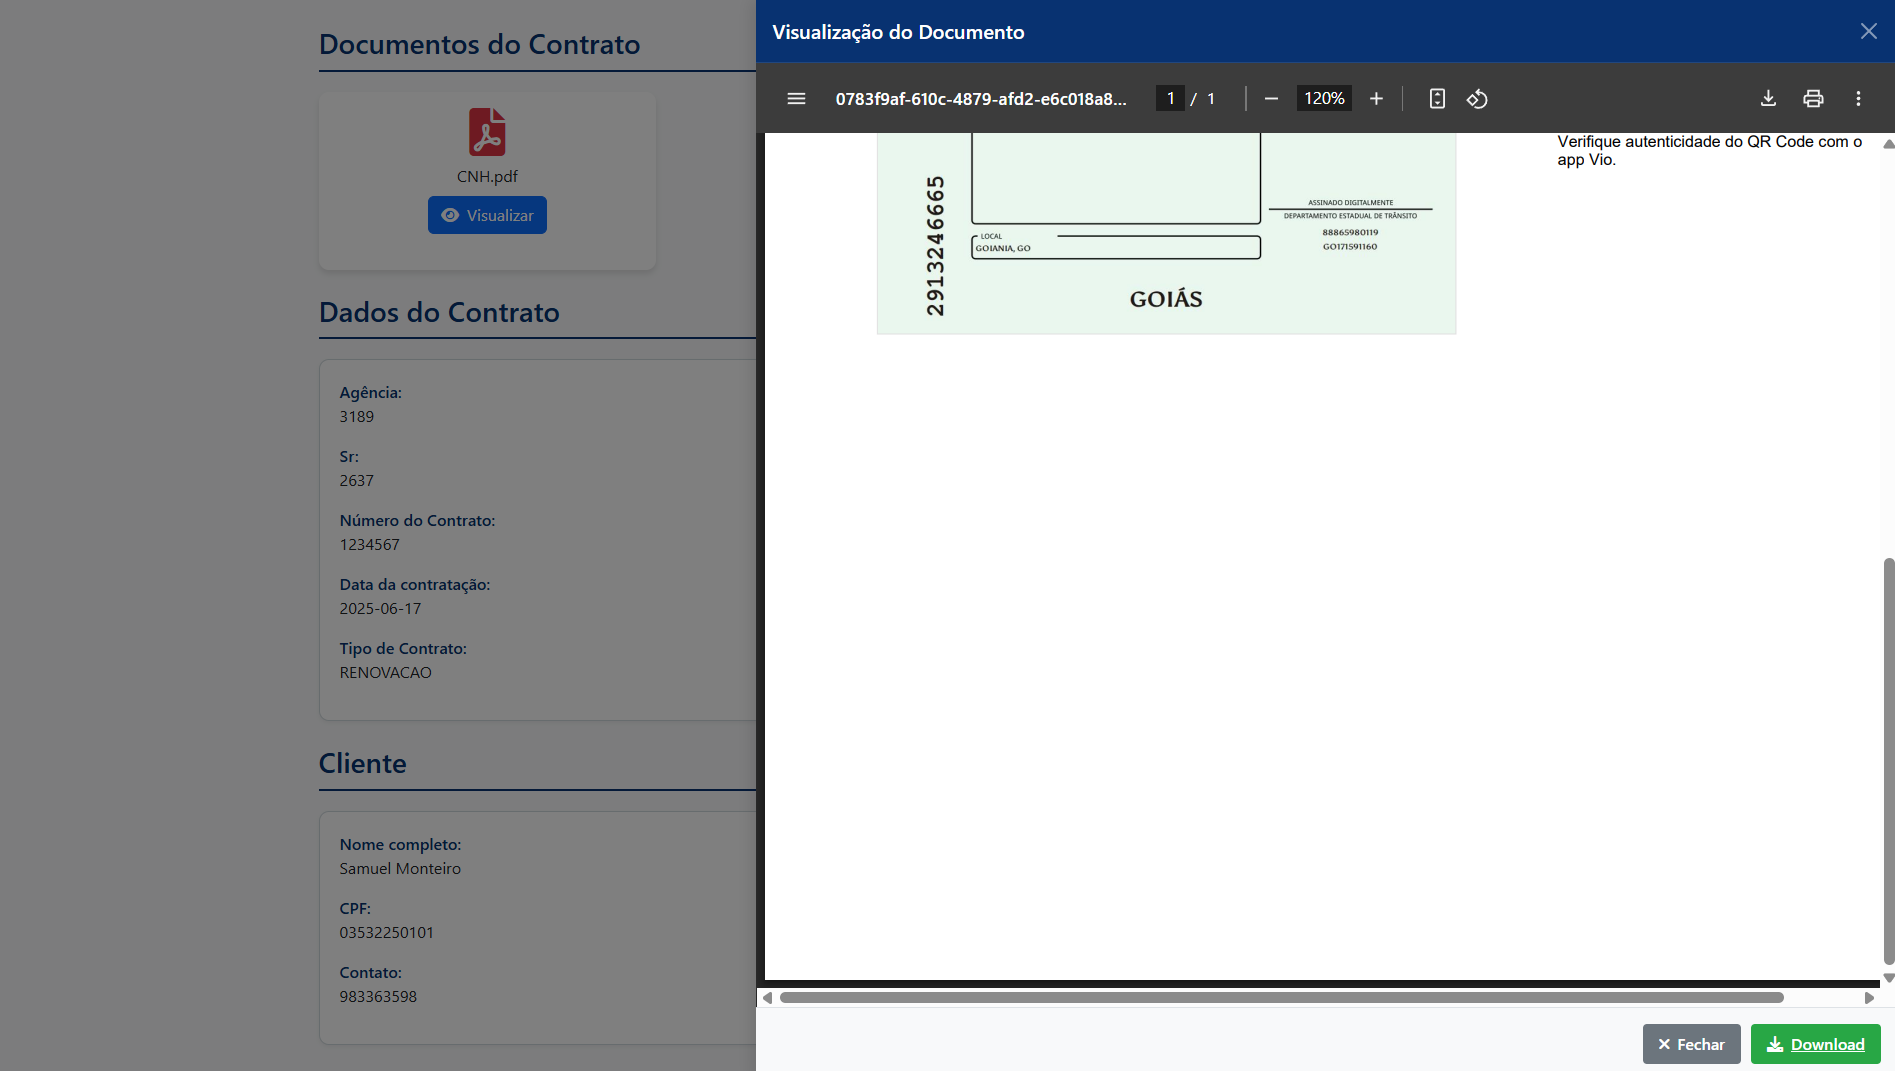 Documentos do Contrato
CNH.pdf
Visualizar
Dados do Contrato
Agência:
3189
Sr:
2637
Número do Contrato:
1234567
Data da contratação:
2025-06-17
Tipo de Contrato:
RENOVACAO
Cliente
Nome completo:
Samuel Monteiro
CPF:
03532250101
Contato:
983363598
Visualização do Documento
0783f9af-610c-4879-afd2-e6c018a8...
1 / 1
120%
Verifique autenticidade do QR Code com o
app Vio.
2913246665
ASSINADO DIGITALMENTE
DEPARTAMENTO ESTADUAL DE TRÂNSITO
88865980119
GO171591160
LOCAL
GOIANIA, GO
GOIÁS
Fechar
Download